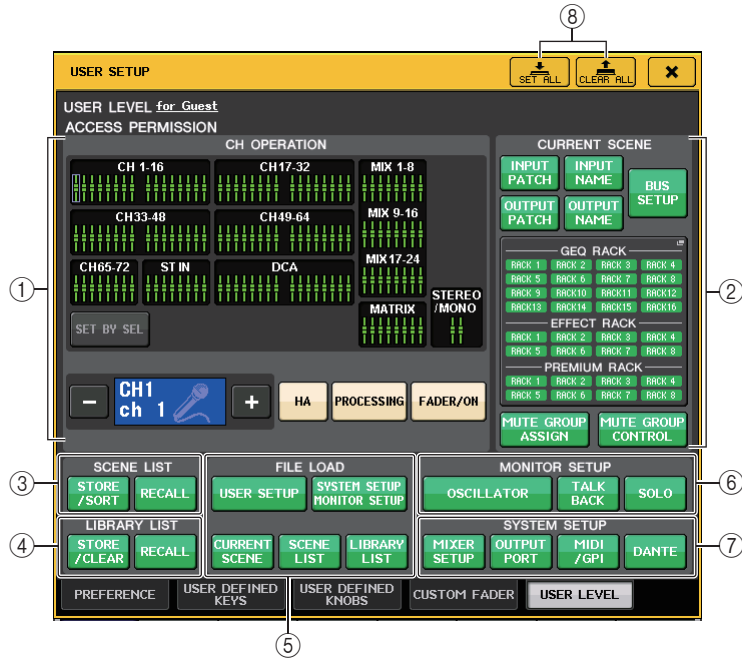 ⑧
USER SETUP
SET ALL
CLEAR ALL
USER LEVEL for Guest
ACCESS PERMISSION
①
CH OPERATION
CH 1-16
CH17-32
MIX 1-8
CH33-48
CH49-64
MIX 9-16
CH65-72
ST IN
DCA
MIX17-24
MATRIX
STEREO
/MONO
SET BY SEL
CH1
ch 1
HA
PROCESSING
FADER/ON
②
CURRENT SCENE
INPUT
PATCH
INPUT
NAME
BUS
SETUP
OUTPUT
PATCH
OUTPUT
NAME
GEQ RACK
RACK 1 RACK 2 RACK 3 RACK 4
RACK 5 RACK 6 RACK 7 RACK 8
RACK 9 RACK10 RACK11 RACK12
RACK13 RACK14 RACK15 RACK16
EFFECT RACK
RACK 1 RACK 2 RACK 3 RACK 4
RACK 5 RACK 6 RACK 7 RACK 8
PREMIUM RACK
RACK 1 RACK 2 RACK 3 RACK 4
RACK 5 RACK 6 RACK 7 RACK 8
MUTE GROUP
ASSIGN
MUTE GROUP
CONTROL
③
SCENE LIST
STORE
/SORT
RECALL
④
LIBRARY LIST
STORE
/CLEAR
RECALL
FILE LOAD
USER SETUP
SYSTEM SETUP
MONITOR SETUP
CURRENT
SCENE
SCENE
LIST
LIBRARY
LIST
⑤
MONITOR SETUP
OSCILLATOR
TALK
BACK
SOLO
⑥
SYSTEM SETUP
MIXER
SETUP
OUTPUT
PORT
MIDI
/GPI
DANTE
⑦
PREFERENCE
USER DEFINED
KEYS
USER DEFINED
KNOBS
CUSTOM FADER
USER LEVEL